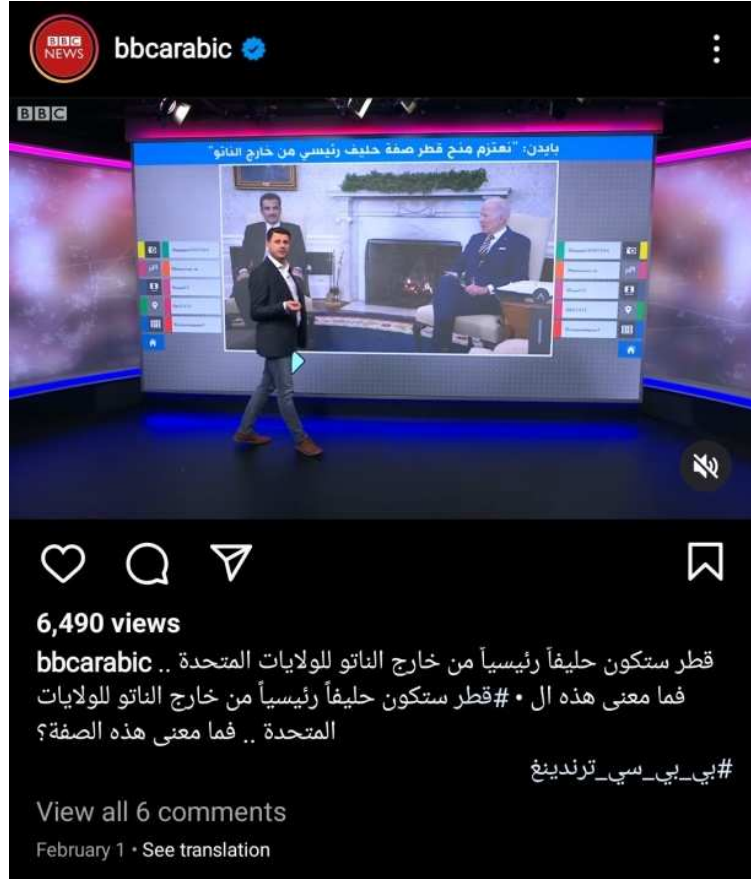 BBC
NEWS
bbcarabic
BBC
بايدن: "نعتزم منح قطر صفة حليف رئيسي من خارج الناتو"
6,490 views
bbcarabic قطر ستكون حليفاً رئيسياً من خارج الناتو للولايات المتحدة ..
فما معنى هذه ال • #قطر ستكون حليفاً رئيسياً من خارج الناتو للولايات
المتحدة .. فما معنى هذه الصفة؟
#بي_بي_سي_ترندينغ
View all 6 comments
February 1 • See translation